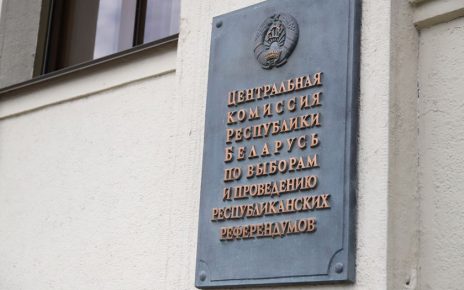 ЦЕНТРАЛЬНАЯ
КОМИССИЯ
РЕСПУБЛИКИ
БЕЛАРУСЬ
ПО ВЫБОРАМ
И ПРОВЕДЕНИЮ
РЕСПУБЛИКАНСКИХ
РЕФЕРЕНДУМОВ